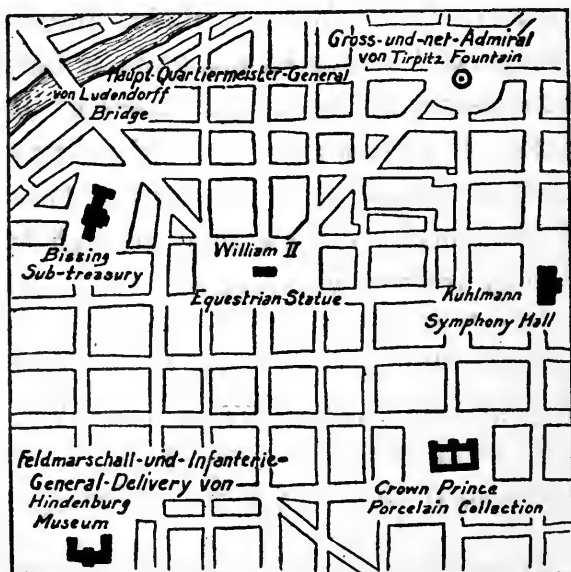 Gross-und-net-Admiral
von Tirpitz Fountain
Haupt-Quartiermeister-General
von Ludendorff
Bridge
Bissing
Sub-treasury
William II
Equestrian Statue
Kuhlmann
Symphony Hall
Feldmarschall-und-Infanterie-
General-Delivery von
Hindenburg
Museum
Crown Prince
Porcelain Collection